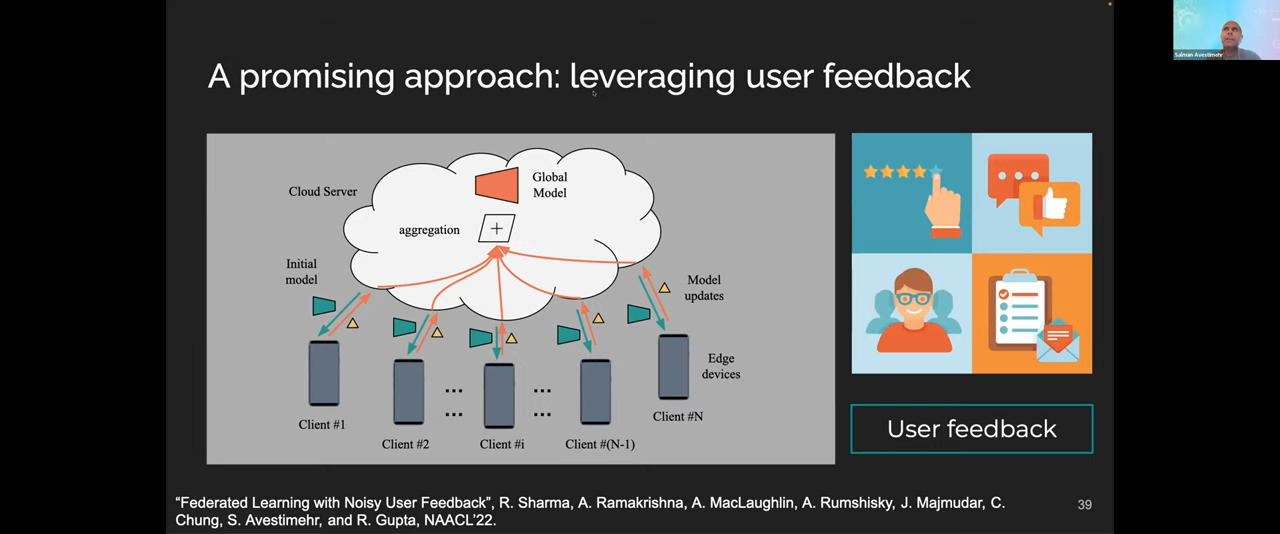 Salman Avestimehr
A promising approach: leveraging user feedback
Cloud Server
Global
Model
aggregation
+
Initial
model
Model
updates
Edge
devices
...
...
...
...
Client #1
Client #2
Client #i
Client #(N-1)
Client #N
User feedback
“Federated Learning with Noisy User Feedback”, R. Sharma, A. Ramakrishna, A. MacLaughlin, A. Rumshisky, J. Majmudar, C.
Chung, S. Avestimehr, and R. Gupta, NAACL’22.
39